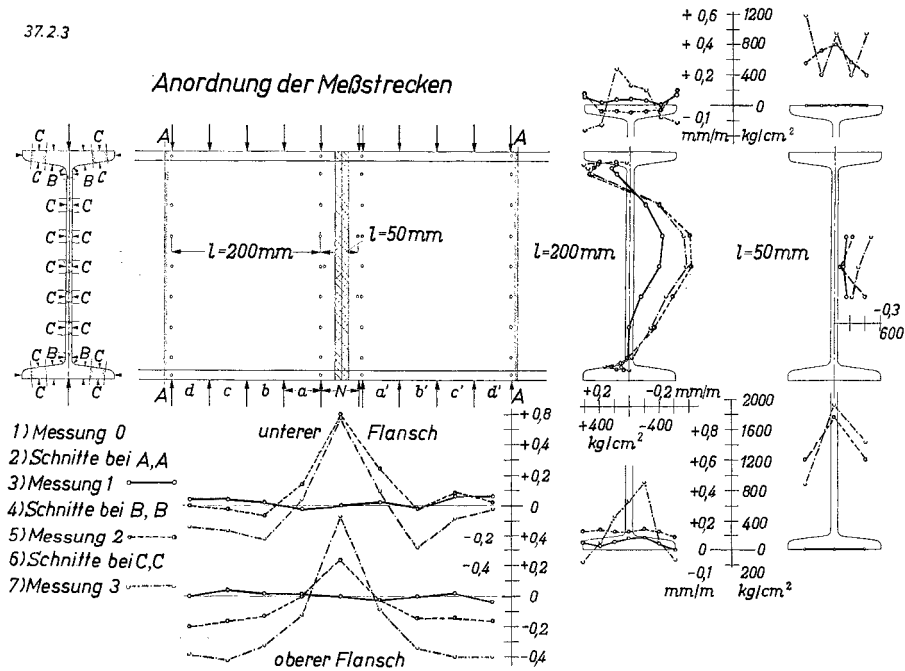 37.2.3
Anordnung der Meßstrecken
+ 0,6 1200
+ 0,4 800
+ 0,2 400
0
- 0,1
mm/m kg/cm²
A A
C C
C C
B B
C C
C C
C C
C C
C C
C C
B B
C C
l=200mm l=50mm
l=200mm l=50mm
-0,3
600
A d c b a N a' b' c' d' A
+0,2 -0,2 mm/m
+400 -400
kg/cm²
2000
+0,8 1600
+0,6 1200
+0,4 800
+0,2 400
0 0
-0,1 200
mm/m kg/cm²
1) Messung 0
2) Schnitte bei A,A
3) Messung 1
4) Schnitte bei B,B
5) Messung 2
6) Schnitte bei C,C
7) Messung 3
unterer Flansch
+0,8
+0,6
+0,4
+0,2
0
-0,2 +0,4
-0,4 +0,2
0
-0,2
-0,4
oberer Flansch